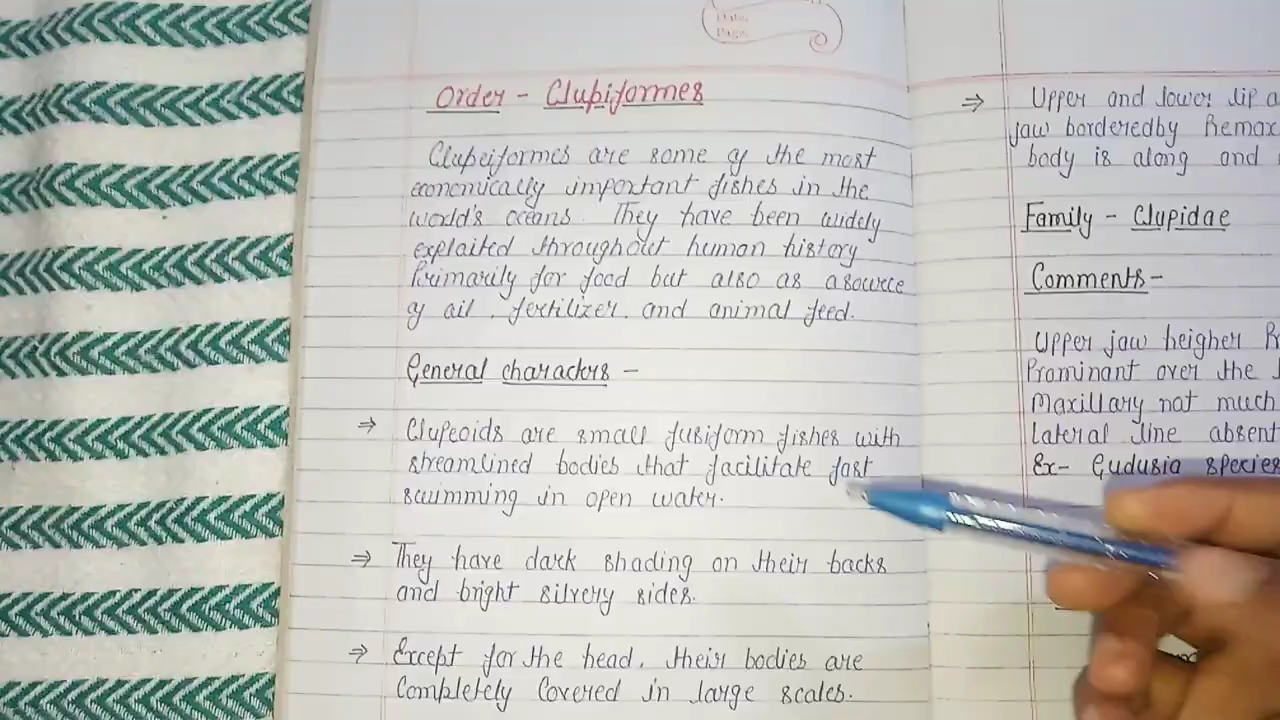 Order - Clupiformes
Clupeiformes are some of the most
economically important fishes in the
world's oceans. They have been widely
explaited throughout human history
Primarily for food but also as a source
of oil, fertilizer, and animal feed.
General characters -
⇒ Clupeoids are small fusiform fishes with
streamlined bodies that facilitate fast
swimming in open water.
⇒ They have dark shading on their backs
and bright silvery sides.
⇒ Except for the head, their bodies are
completely covered in large scales.
⇒ Upper and lower lip
jaw borderedby
body is along and
Family - Clupidae
Comments -
Upper jaw heigher
Prominant over the
Maxillary not much
lateral line absent
Ex- Gudusia species